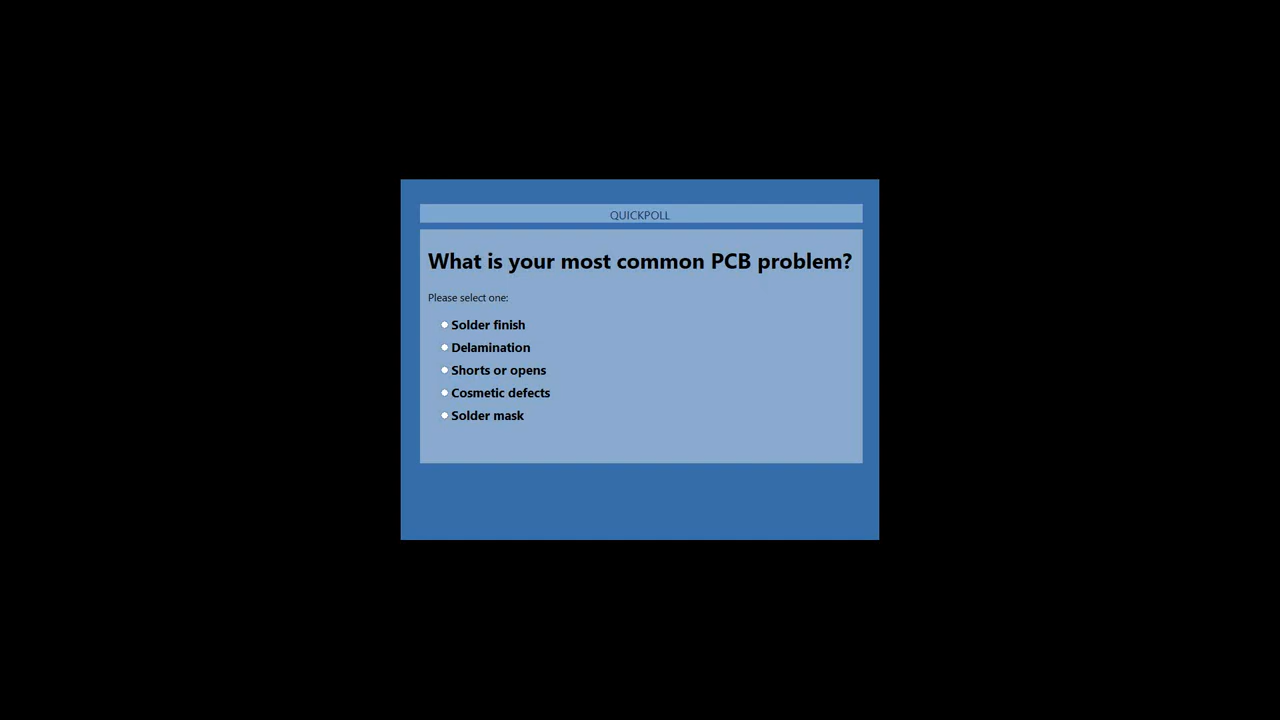 QUICKPOLL
What is your most common PCB problem?
Please select one:
Solder finish
Delamination
Shorts or opens
Cosmetic defects
Solder mask